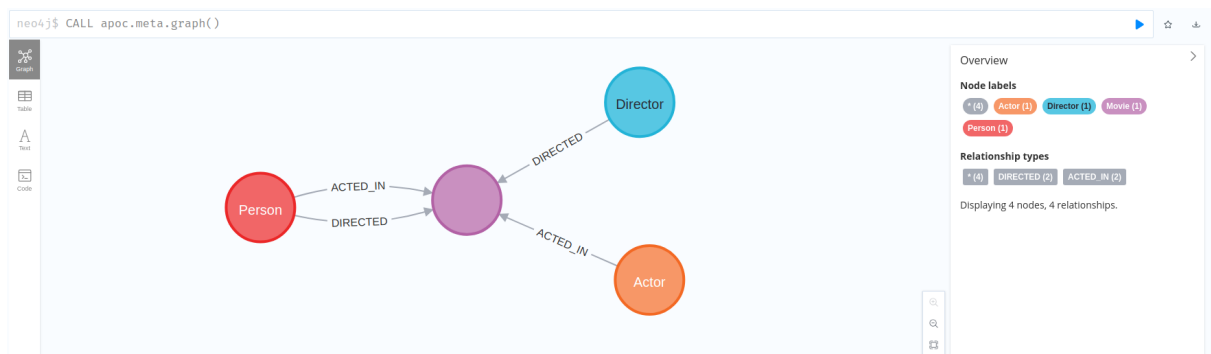 neo4j$ CALL apoc.meta.graph()
Graph
Table
Text
Code
Director
DIRECTED
ACTED_IN
Person
DIRECTED
ACTED_IN
Actor
Overview
Node labels
* (4) Actor (1) Director (1) Movie (1)
Person (1)
Relationship types
* (4) DIRECTED (2) ACTED_IN (2)
Displaying 4 nodes, 4 relationships.